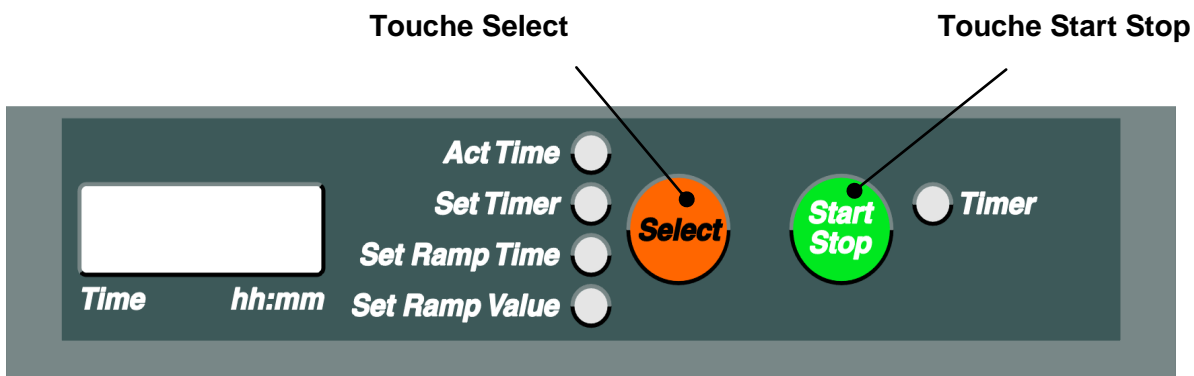 Touche Select
Touche Start Stop
Act Time
Set Timer
Set Ramp Time
Set Ramp Value
Select
Start
Stop
Timer
Time hh:mm